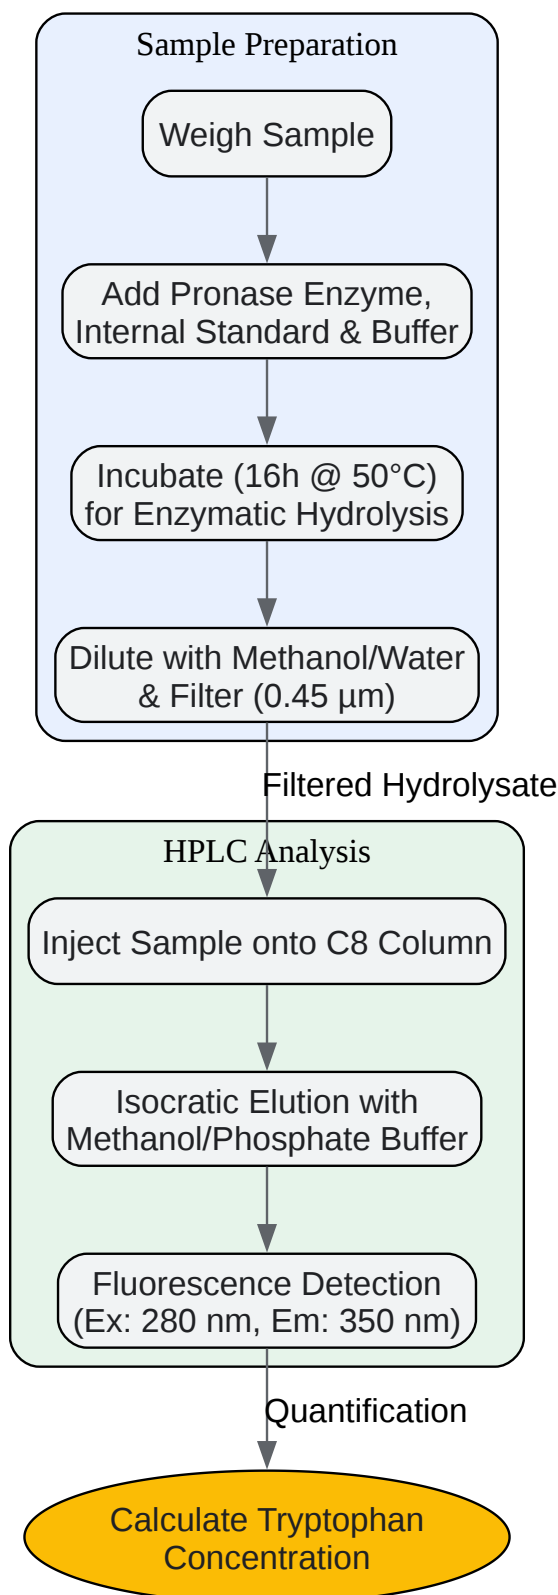 Sample Preparation
Weigh Sample
Add Pronase Enzyme,
Internal Standard & Buffer
Incubate (16h @ 50°C)
for Enzymatic Hydrolysis
Dilute with Methanol/Water
& Filter (0.45 µm)
Filtered Hydrolysate
HPLC Analysis
Inject Sample onto C8 Column
Isocratic Elution with
Methanol/Phosphate Buffer
Fluorescence Detection
(Ex: 280 nm, Em: 350 nm)
Quantification
Calculate Tryptophan
Concentration